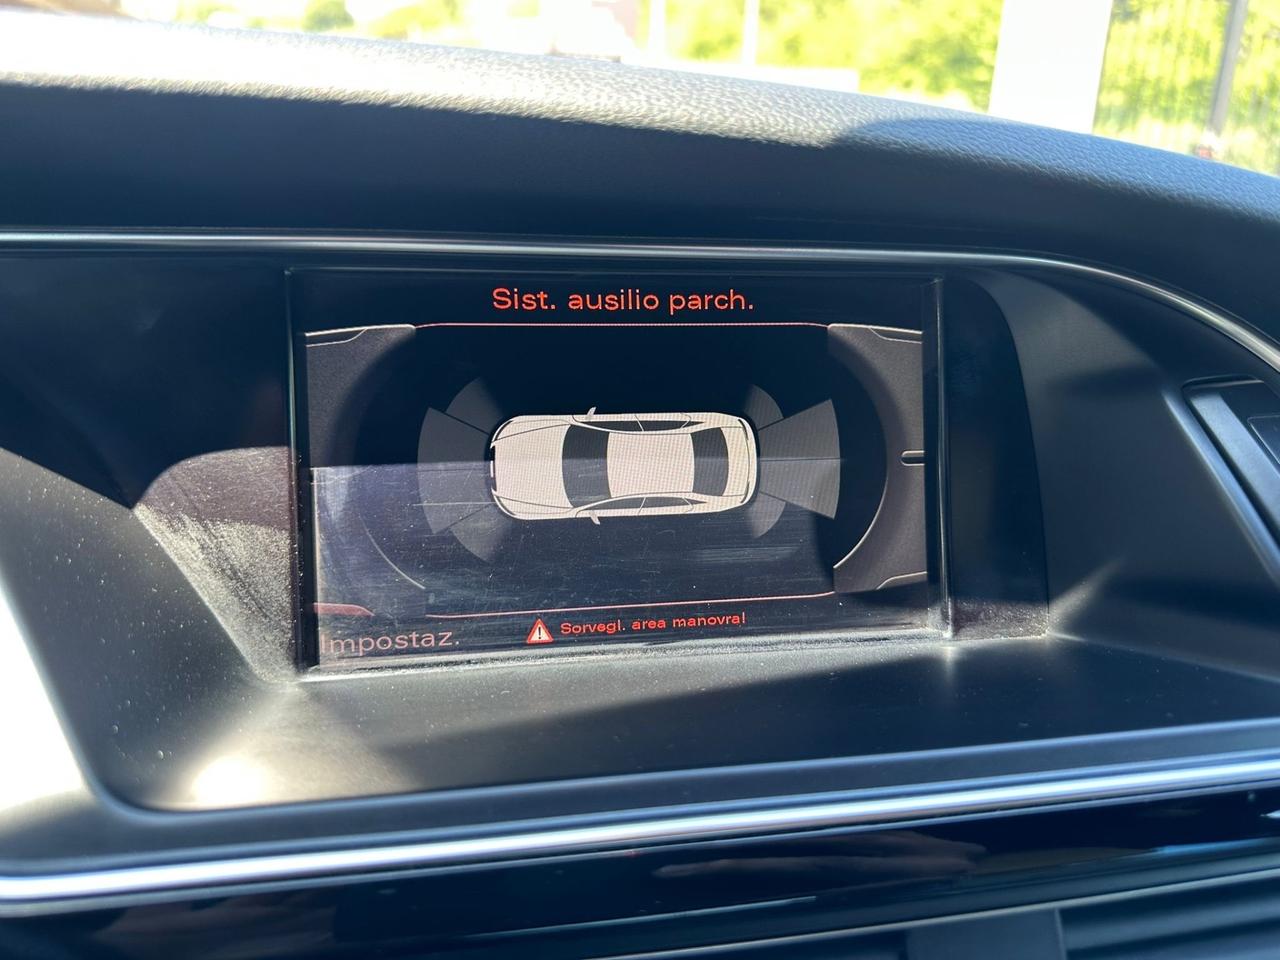 Sist. ausilio parch.
Impostaz.
Sorvegl. area manovra!